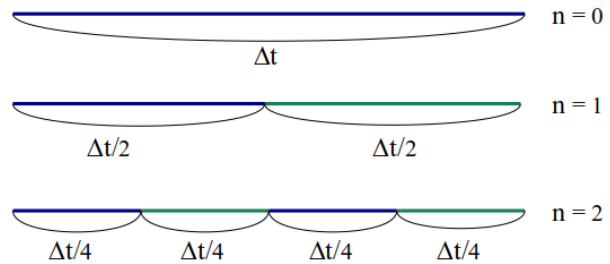 n = 0
Δt
n = 1
Δt/2 Δt/2
n = 2
Δt/4 Δt/4 Δt/4 Δt/4